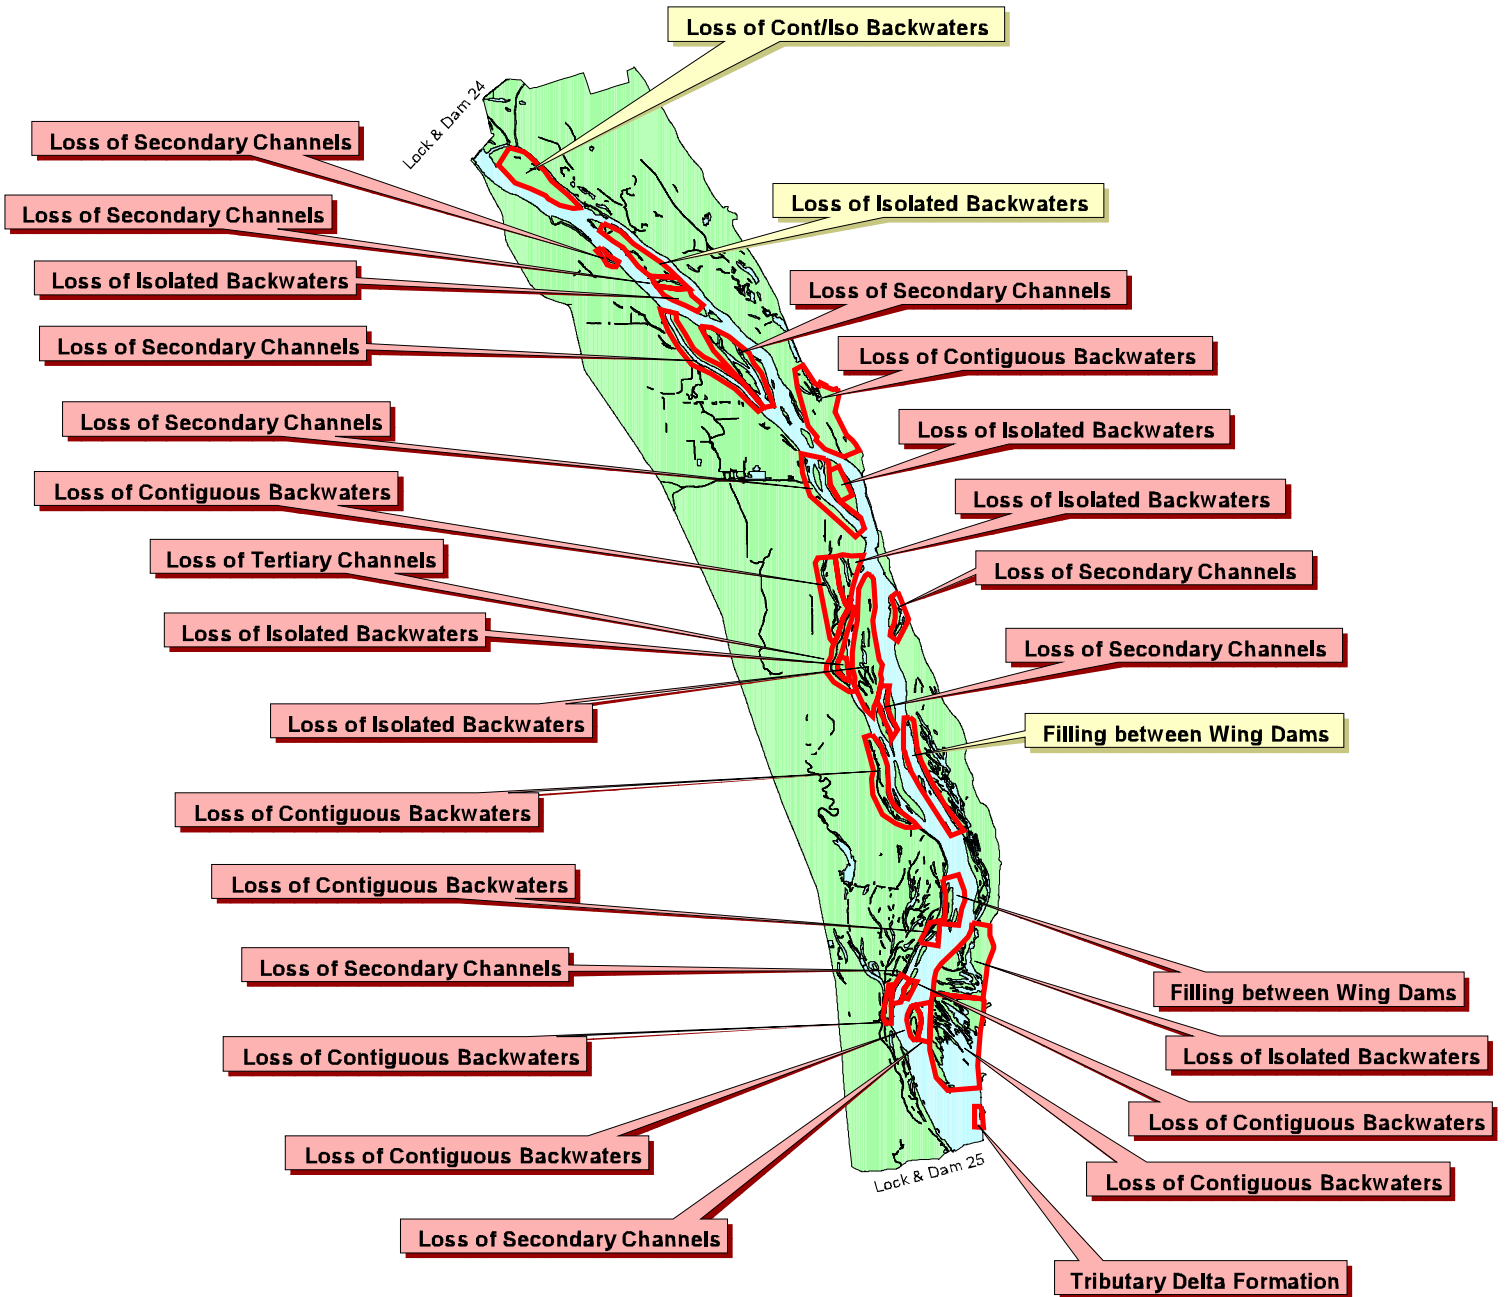 Loss of Cont/Iso Backwaters
Lock & Dam 24
Loss of Secondary Channels
Loss of Isolated Backwaters
Loss of Secondary Channels
Loss of Isolated Backwaters
Loss of Secondary Channels
Loss of Secondary Channels
Loss of Contiguous Backwaters
Loss of Secondary Channels
Loss of Isolated Backwaters
Loss of Contiguous Backwaters
Loss of Isolated Backwaters
Loss of Tertiary Channels
Loss of Secondary Channels
Loss of Isolated Backwaters
Loss of Secondary Channels
Loss of Isolated Backwaters
Filling between Wing Dams
Loss of Contiguous Backwaters
Loss of Contiguous Backwaters
Loss of Secondary Channels
Filling between Wing Dams
Loss of Contiguous Backwaters
Loss of Isolated Backwaters
Loss of Contiguous Backwaters
Loss of Contiguous Backwaters
Lock & Dam 25
Loss of Contiguous Backwaters
Loss of Secondary Channels
Tributary Delta Formation